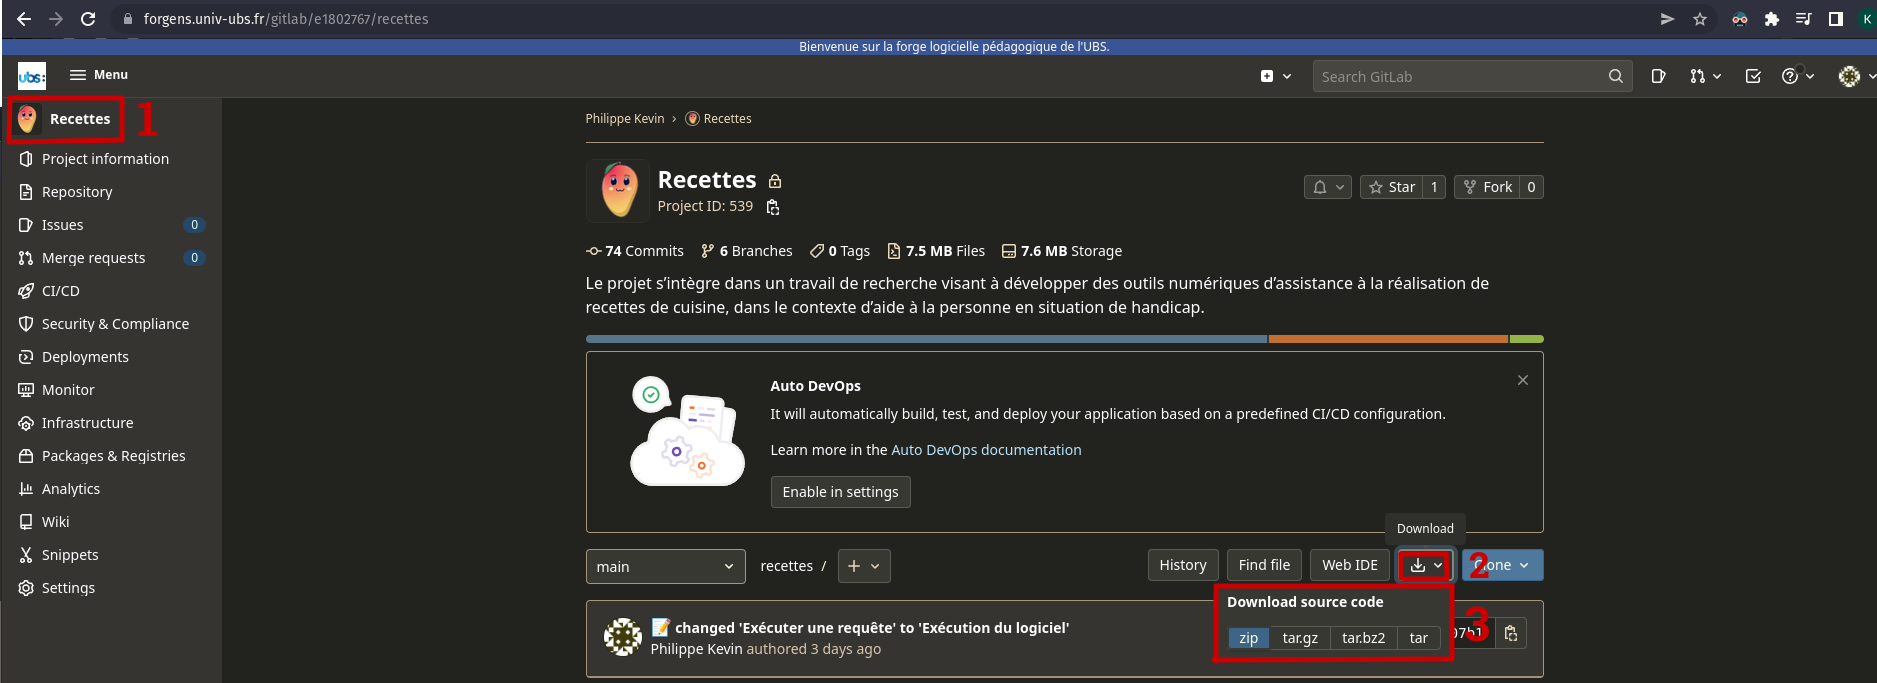 forgens.univ-ubs.fr/gitlab/e1802767/recettes
K
Bienvenue sur la forge logicielle pédagogique de l'UBS.
ubs:
Menu
Search GitLab
Recettes
1
Project information
Repository
Issues 0
Merge requests 0
CI/CD
Security & Compliance
Deployments
Monitor
Infrastructure
Packages & Registries
Analytics
Wiki
Snippets
Settings
Philippe Kevin › Recettes
Recettes
Project ID: 539
Star 1
Fork 0
74 Commits 6 Branches 0 Tags 7.5 MB Files 7.6 MB Storage
Le projet s’intègre dans un travail de recherche visant à développer des outils numériques d’assistance à la réalisation de
recettes de cuisine, dans le contexte d’aide à la personne en situation de handicap.
Auto DevOps
It will automatically build, test, and deploy your application based on a predefined CI/CD configuration.
Learn more in the Auto DevOps documentation
Enable in settings
Download
main
recettes /
History
Find file
Web IDE
2
Clone
Download source code
3
zip tar.gz tar.bz2 tar
changed 'Exécuter une requête' to 'Exécution du logiciel'
Philippe Kevin authored 3 days ago